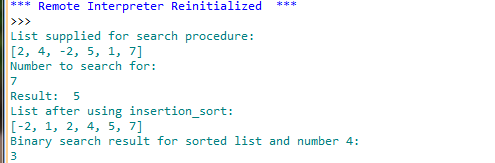 *** Remote Interpreter Reinitialized  ***
>>>
List supplied for search procedure:
[2, 4, -2, 5, 1, 7]
Number to search for:
7
Result:  5
List after using insertion_sort:
[-2, 1, 2, 4, 5, 7]
Binary search result for sorted list and number 4:
3